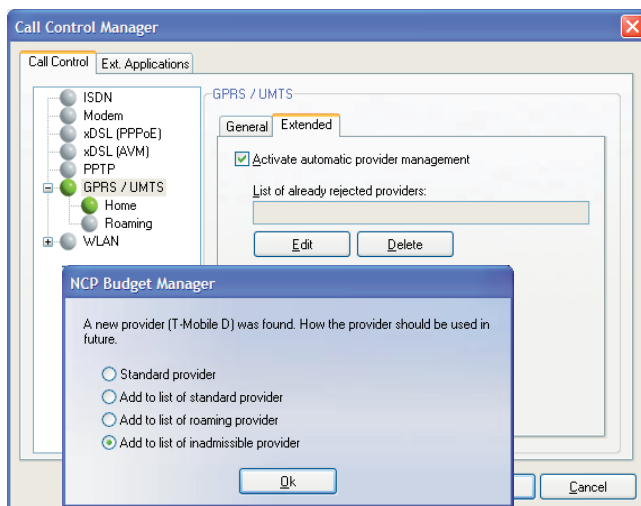 Call Control Manager
Call Control Ext. Applications
ISDN
Modem
xDSL (PPPoE)
xDSL (AVM)
PPTP
GPRS / UMTS
Home
Roaming
WLAN
GPRS / UMTS
General Extended
Activate automatic provider management
List of already rejected providers:
Edit Delete
NCP Budget Manager
A new provider (T-Mobile D) was found. How the provider should be used in
future.
Standard provider
Add to list of standard provider
Add to list of roaming provider
Add to list of inadmissible provider
Ok
Cancel